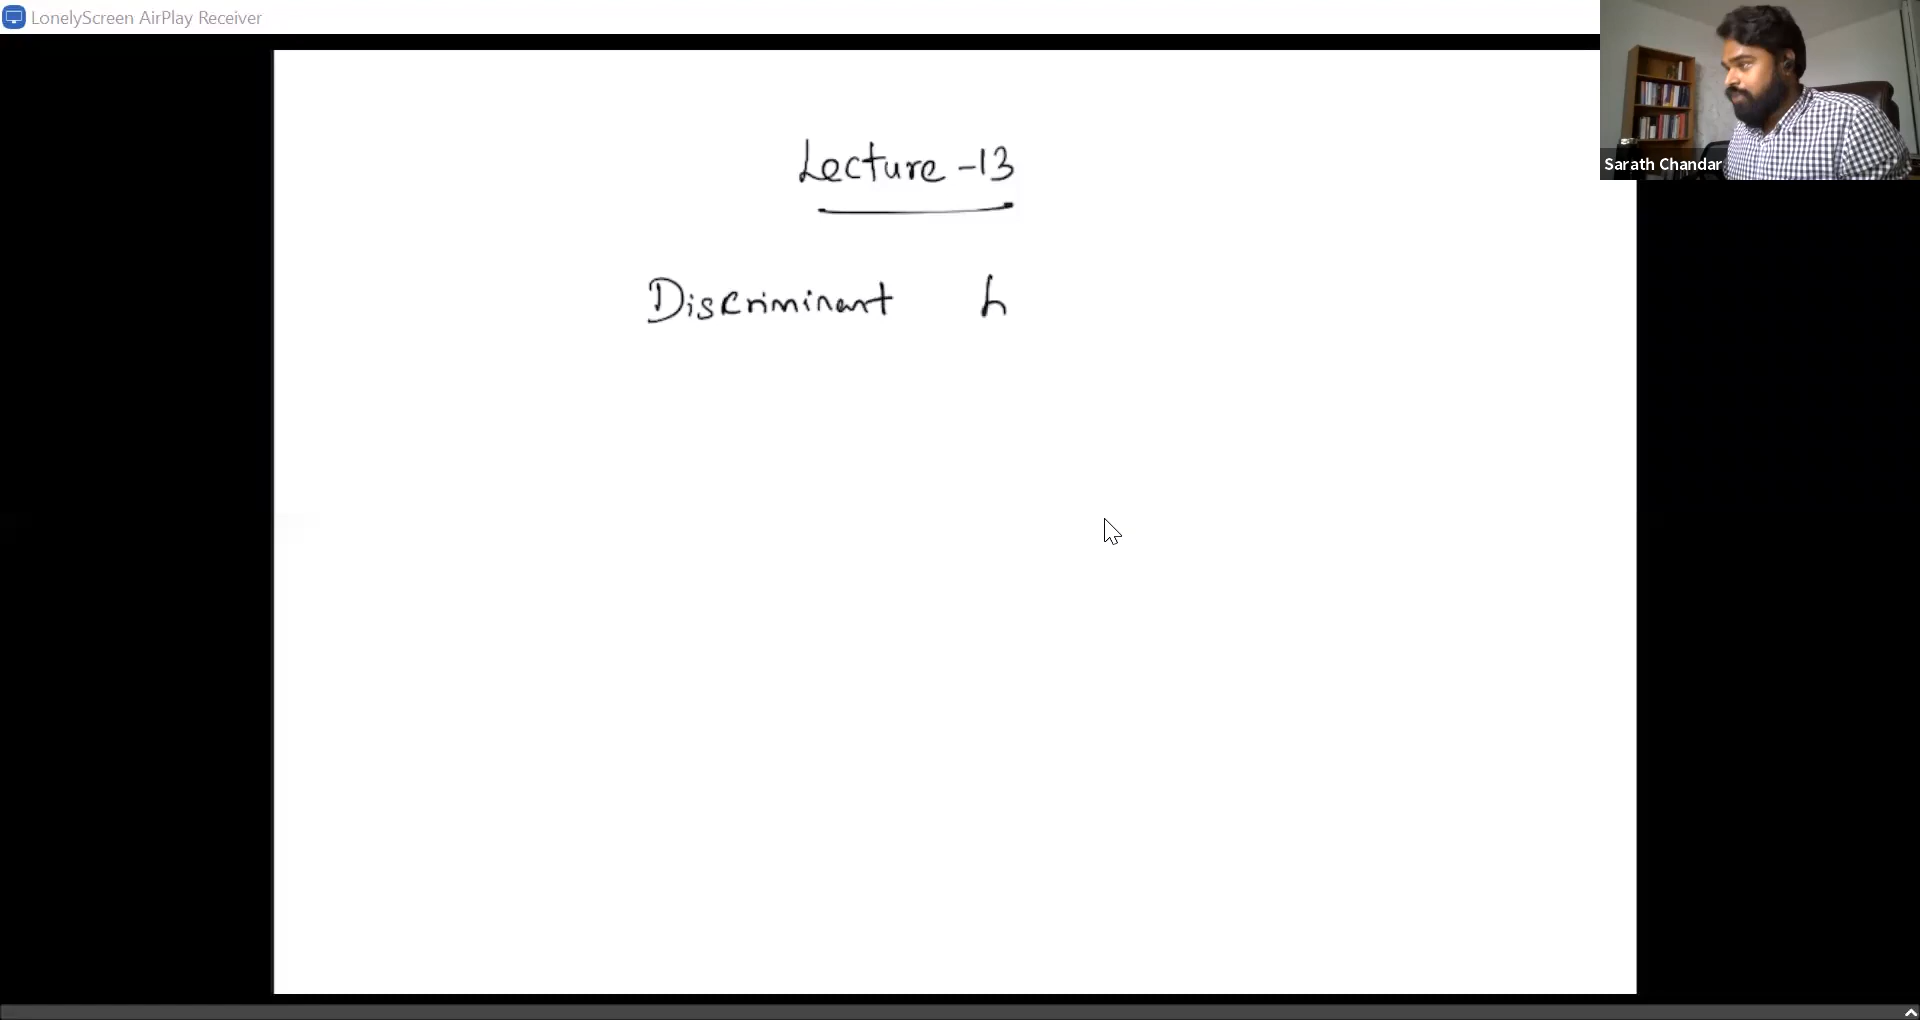 LonelyScreen AirPlay Receiver
Sarath Chandar
Lecture -13
Discriminant h